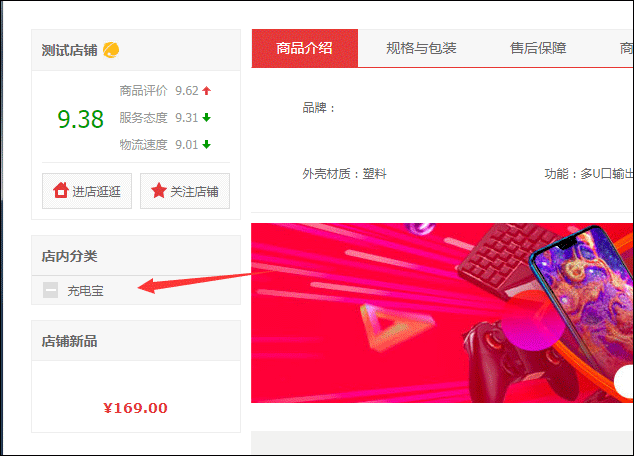 测试店铺
9.38
商品评价 9.62
服务态度 9.31
物流速度 9.01
进店逛逛 关注店铺
店内分类
充电宝
店铺新品
¥169.00
商品介绍 规格与包装 售后保障 商
品牌：
外壳材质：塑料 功能：多U口输出